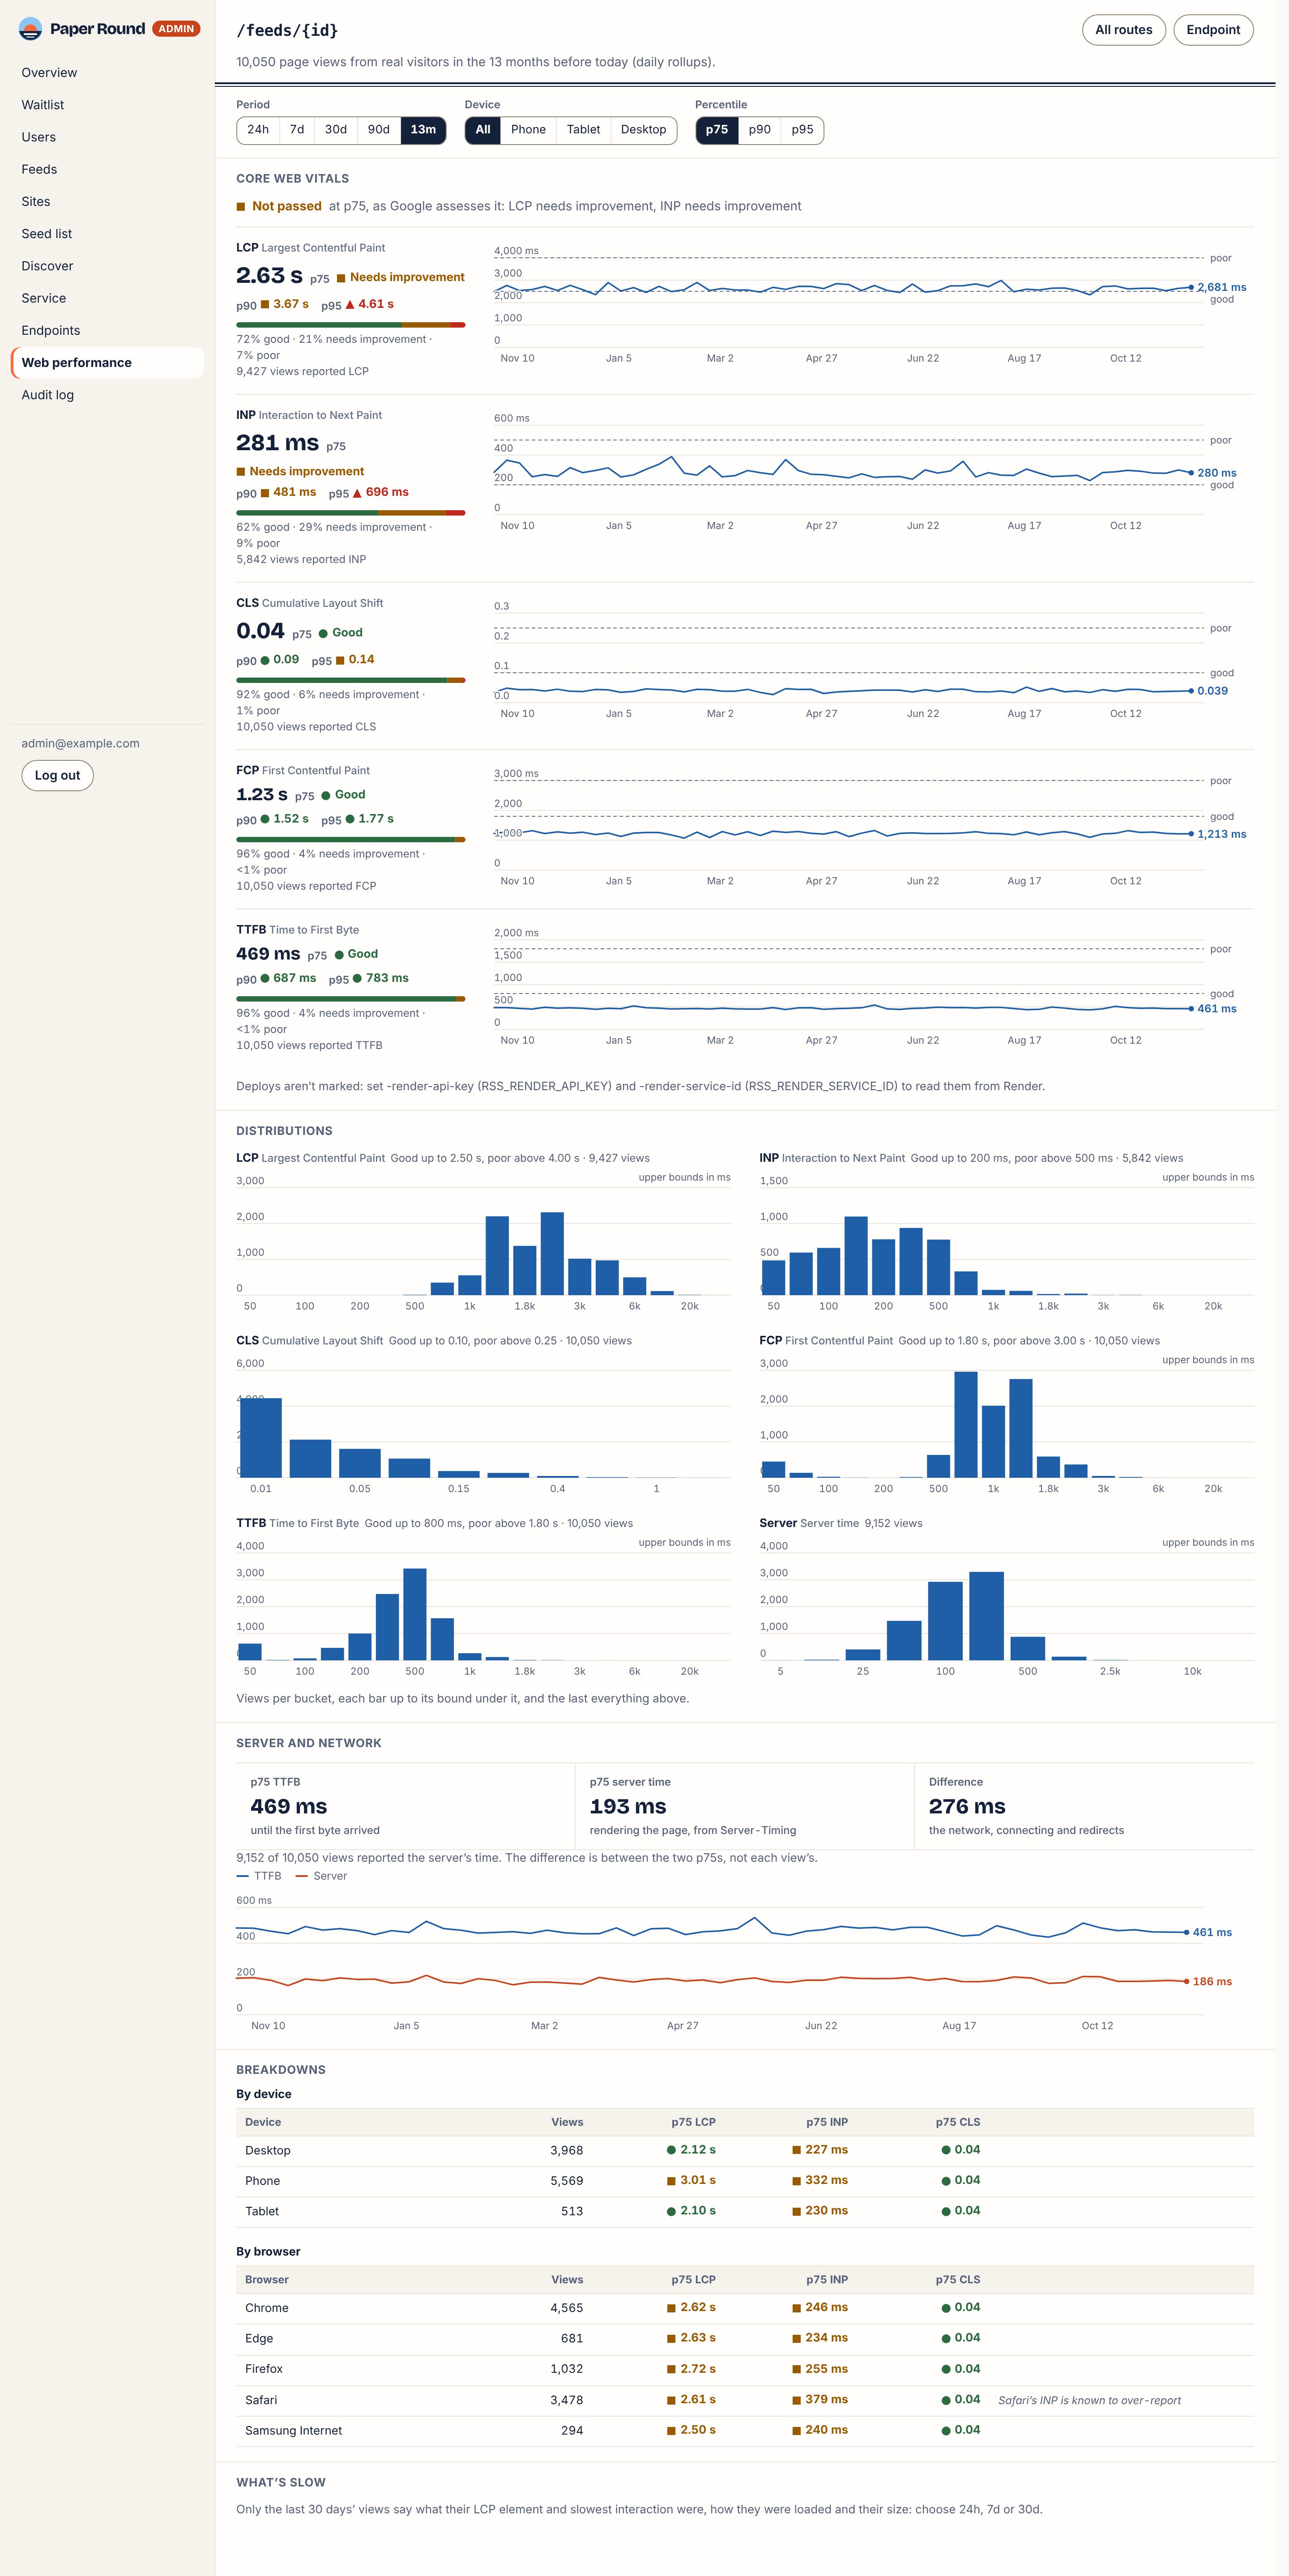 Paper Round ADMIN
Overview
Waitlist
Users
Feeds
Sites
Seed list
Discover
Service
Endpoints
Web performance
Audit log
admin@example.com
Log out
/feeds/{id}
All routes
Endpoint
10,050 page views from real visitors in the 13 months before today (daily rollups).
Period
24h 7d 30d 90d 13m
Device
All Phone Tablet Desktop
Percentile
p75 p90 p95
CORE WEB VITALS
Not passed at p75, as Google assesses it: LCP needs improvement, INP needs improvement
LCP Largest Contentful Paint
2.63 s p75 Needs improvement
p90 3.67 s p95 4.61 s
72% good · 21% needs improvement ·
7% poor
9,427 views reported LCP
4,000 ms
3,000
2,000
1,000
0
poor
2,681 ms
good
Nov 10 Jan 5 Mar 2 Apr 27 Jun 22 Aug 17 Oct 12
INP Interaction to Next Paint
281 ms p75
Needs improvement
p90 481 ms p95 696 ms
62% good · 29% needs improvement ·
9% poor
5,842 views reported INP
600 ms
400
200
0
poor
280 ms
good
Nov 10 Jan 5 Mar 2 Apr 27 Jun 22 Aug 17 Oct 12
CLS Cumulative Layout Shift
0.04 p75 Good
p90 0.09 p95 0.14
92% good · 6% needs improvement ·
1% poor
10,050 views reported CLS
0.3
0.2
0.1
0.0
poor
good
0.039
Nov 10 Jan 5 Mar 2 Apr 27 Jun 22 Aug 17 Oct 12
FCP First Contentful Paint
1.23 s p75 Good
p90 1.52 s p95 1.77 s
96% good · 4% needs improvement ·
<1% poor
10,050 views reported FCP
3,000 ms
2,000
1,000
0
poor
good
1,213 ms
Nov 10 Jan 5 Mar 2 Apr 27 Jun 22 Aug 17 Oct 12
TTFB Time to First Byte
469 ms p75 Good
p90 687 ms p95 783 ms
96% good · 4% needs improvement ·
<1% poor
10,050 views reported TTFB
2,000 ms
1,500
1,000
500
0
poor
good
461 ms
Nov 10 Jan 5 Mar 2 Apr 27 Jun 22 Aug 17 Oct 12
Deploys aren’t marked: set -render-api-key (RSS_RENDER_API_KEY) and -render-service-id (RSS_RENDER_SERVICE_ID) to read them from Render.
DISTRIBUTIONS
LCP Largest Contentful Paint Good up to 2.50 s, poor above 4.00 s · 9,427 views
upper bounds in ms
3,000
2,000
1,000
0
50 100 200 500 1k 1.8k 3k 6k 20k
INP Interaction to Next Paint Good up to 200 ms, poor above 500 ms · 5,842 views
upper bounds in ms
1,500
1,000
500
50 100 200 500 1k 1.8k 3k 6k 20k
CLS Cumulative Layout Shift Good up to 0.10, poor above 0.25 · 10,050 views
6,000
0.01 0.05 0.15 0.4 1
FCP First Contentful Paint Good up to 1.80 s, poor above 3.00 s · 10,050 views
upper bounds in ms
3,000
2,000
1,000
50 100 200 500 1k 1.8k 3k 6k 20k
TTFB Time to First Byte Good up to 800 ms, poor above 1.80 s · 10,050 views
upper bounds in ms
4,000
3,000
2,000
1,000
50 100 200 500 1k 1.8k 3k 6k 20k
Server Server time 9,152 views
upper bounds in ms
4,000
3,000
2,000
1,000
0
5 25 100 500 2.5k 10k
Views per bucket, each bar up to its bound under it, and the last everything above.
SERVER AND NETWORK
p75 TTFB
469 ms
until the first byte arrived
p75 server time
193 ms
rendering the page, from Server-Timing
Difference
276 ms
the network, connecting and redirects
9,152 of 10,050 views reported the server’s time. The difference is between the two p75s, not each view’s.
TTFB Server
600 ms
400
200
0
461 ms
186 ms
Nov 10 Jan 5 Mar 2 Apr 27 Jun 22 Aug 17 Oct 12
BREAKDOWNS
By device
Device Views p75 LCP p75 INP p75 CLS
Desktop 3,968 2.12 s 227 ms 0.04
Phone 5,569 3.01 s 332 ms 0.04
Tablet 513 2.10 s 230 ms 0.04
By browser
Browser Views p75 LCP p75 INP p75 CLS
Chrome 4,565 2.62 s 246 ms 0.04
Edge 681 2.63 s 234 ms 0.04
Firefox 1,032 2.72 s 255 ms 0.04
Safari 3,478 2.61 s 379 ms 0.04 Safari’s INP is known to over-report
Samsung Internet 294 2.50 s 240 ms 0.04
WHAT’S SLOW
Only the last 30 days’ views say what their LCP element and slowest interaction were, how they were loaded and their size: choose 24h, 7d or 30d.